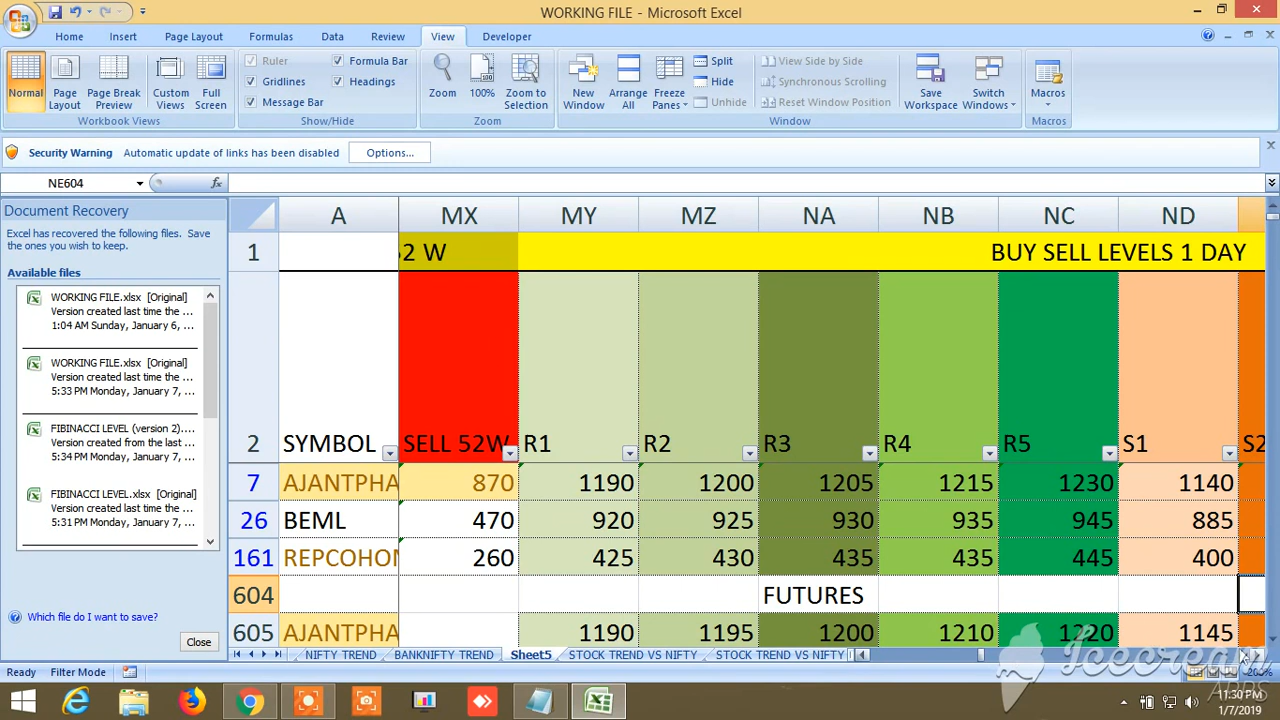 WORKING FILE - Microsoft Excel
Home Insert Page Layout Formulas Data Review View Developer
Normal Page Layout Page Break Preview Custom Views Full Screen
Workbook Views
Ruler Formula Bar
Gridlines Headings
Message Bar
Show/Hide
Zoom 100% Zoom to Selection
Zoom
New Window Arrange All Freeze Panes
Split
Hide
Unhide
View Side by Side
Synchronous Scrolling
Reset Window Position
Save Workspace Switch Windows
Window
Macros
Macros
Security Warning Automatic update of links has been disabled Options...
NE604 fx
Document Recovery
Excel has recovered the following files. Save
the ones you wish to keep.
Available files
WORKING FILE.xlsx [Original]
Version created last time the ...
1:04 AM Sunday, January 6, ...
WORKING FILE.xlsx [Original]
Version created last time the ...
5:33 PM Monday, January 7, ...
FIBINACCI LEVEL (version 2)....
Version created from the last ...
5:34 PM Monday, January 7, ...
FIBINACCI LEVEL.xlsx [Original]
Version created last time the ...
5:31 PM Monday, January 7, ...
Which file do I want to save?
Close
A MX MY MZ NA NB NC ND
1 52 W BUY SELL LEVELS 1 DAY
2 SYMBOL SELL 52W R1 R2 R3 R4 R5 S1 S2
7 AJANTPHA 870 1190 1200 1205 1215 1230 1140
26 BEML 470 920 925 930 935 945 885
161 REPCOHO 260 425 430 435 435 445 400
604 FUTURES
605 AJANTPHA 1190 1195 1200 1210 1220 1145
NIFTY TREND BANKNIFTY TREND Sheet5 STOCK TREND VS NIFTY STOCK TREND VS NIFTY
Ready Filter Mode 200%
Icecream
APPS
11:30 PM
1/7/2019